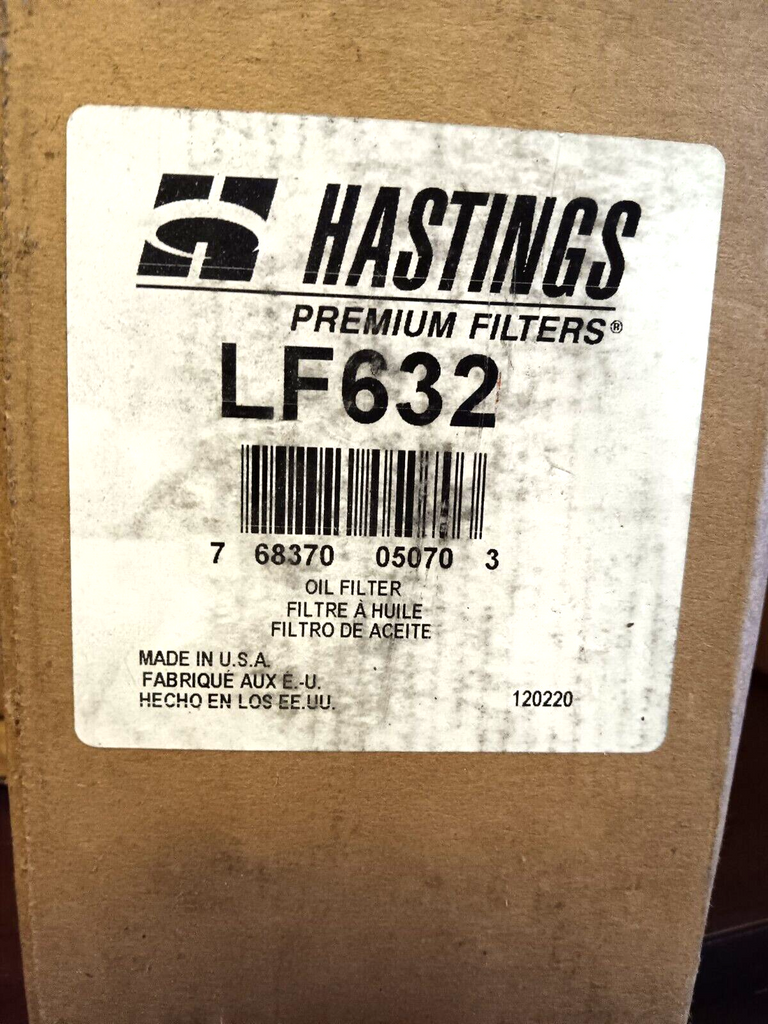 HASTINGS
PREMIUM FILTERS®
LF632
7 68370 05070 3
OIL FILTER
FILTRE À HUILE
FILTRO DE ACEITE
MADE IN U.S.A.
FABRIQUÉ AUX É.-U.
HECHO EN LOS EE.UU.
120220